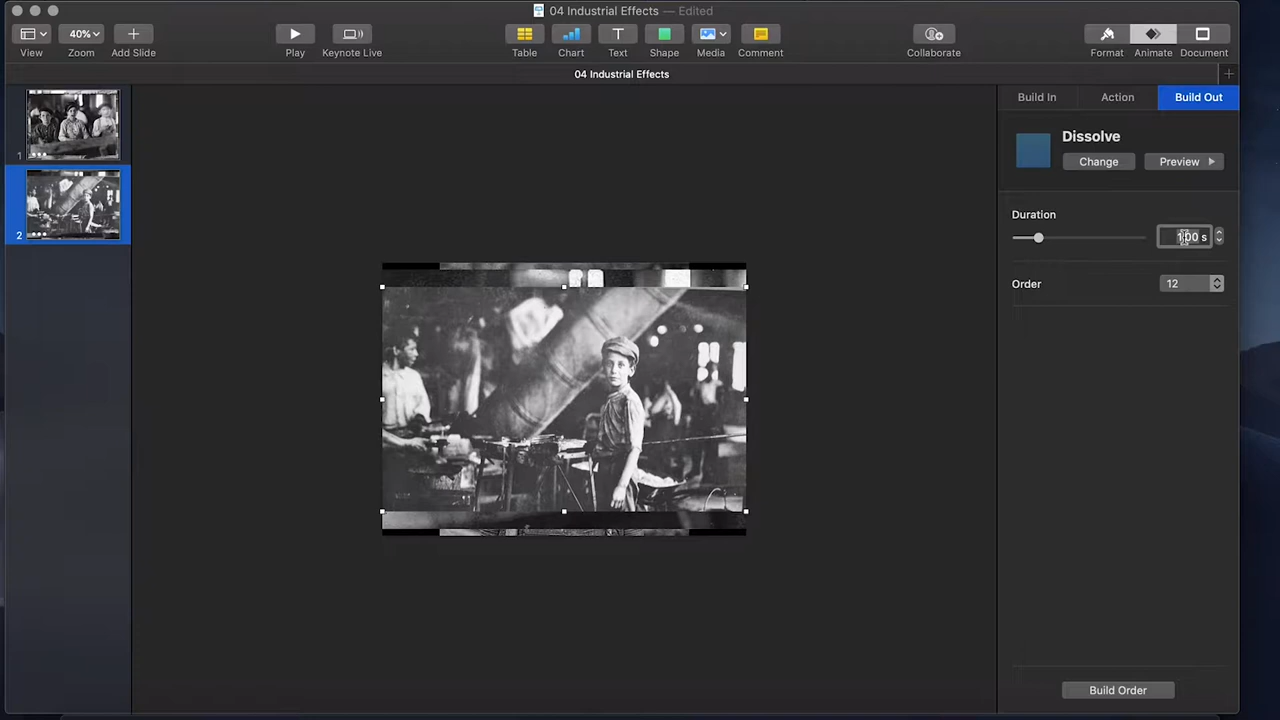 04 Industrial Effects — Edited
View
40%
Zoom
Add Slide
Play
Keynote Live
Table
Chart
Text
Shape
Media
Comment
Collaborate
Format
Animate
Document
04 Industrial Effects
1
2
Build In
Action
Build Out
Dissolve
Change
Preview
Duration
1.00 s
Order
12
Build Order